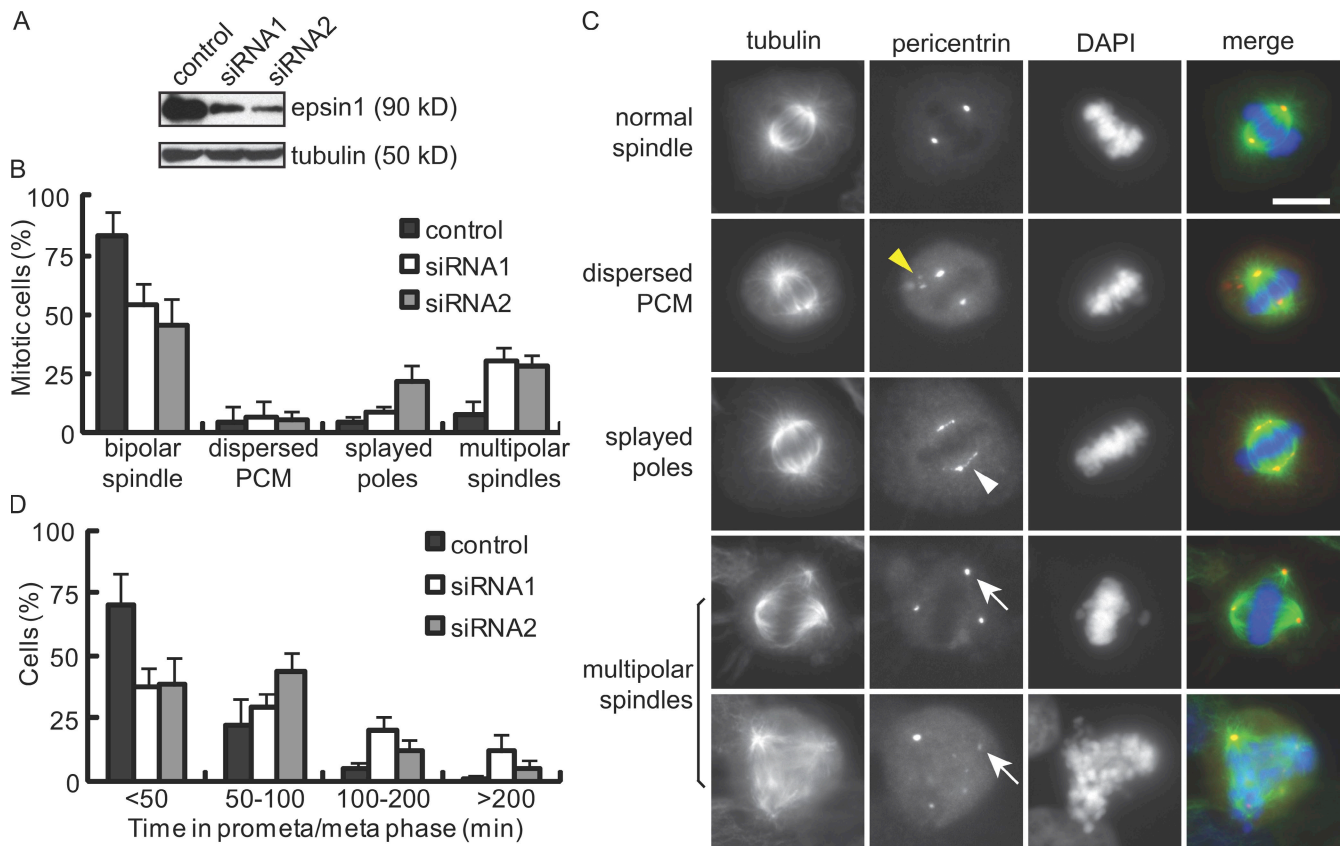 A
control
siRNA1
siRNA2
epsin1 (90 kD)
tubulin (50 kD)
B
100
75
50
25
0
Mitotic cells (%)
control
siRNA1
siRNA2
bipolar
spindle
dispersed
PCM
splayed
poles
multipolar
spindles
D
100
75
50
25
0
Cells (%)
control
siRNA1
siRNA2
<50
50-100
100-200
>200
Time in prometa/meta phase (min)
C
tubulin
pericentrin
DAPI
merge
normal
spindle
dispersed
PCM
splayed
poles
multipolar
spindles